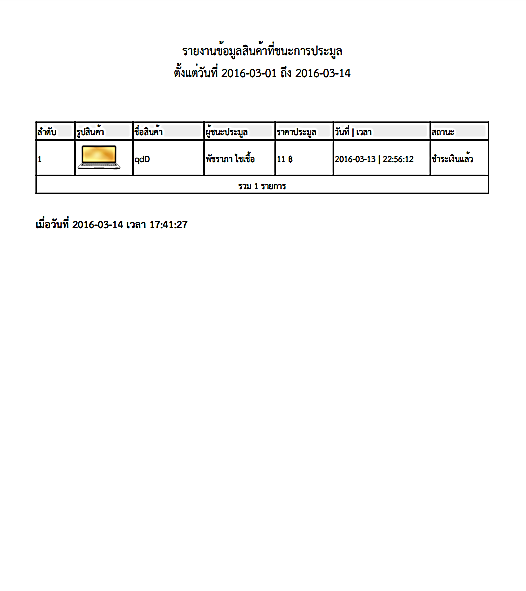 รายงานข้อมูลสินค้าที่ชนะการประมูล
ตั้งแต่วันที่ 2016-03-01 ถึง 2016-03-14
ลำดับ รูปสินค้า ชื่อสินค้า ผู้ชนะประมูล ราคาประมูล วันที่ | เวลา สถานะ
1 qdD พัชราภา ไชเชื้อ 11 ฿ 2016-03-13 | 22:56:12 ชำระเงินแล้ว
รวม 1 รายการ
เมื่อวันที่ 2016-03-14 เวลา 17:41:27